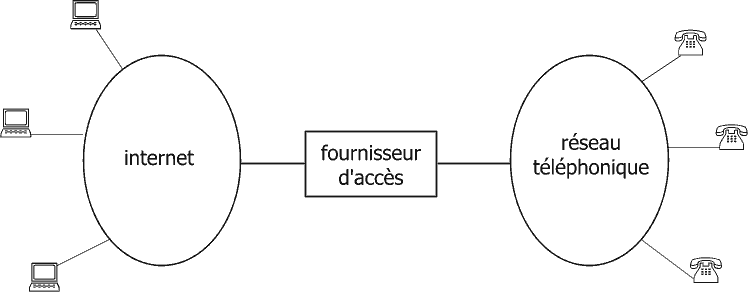 internet
fournisseur
d'accès
réseau
téléphonique